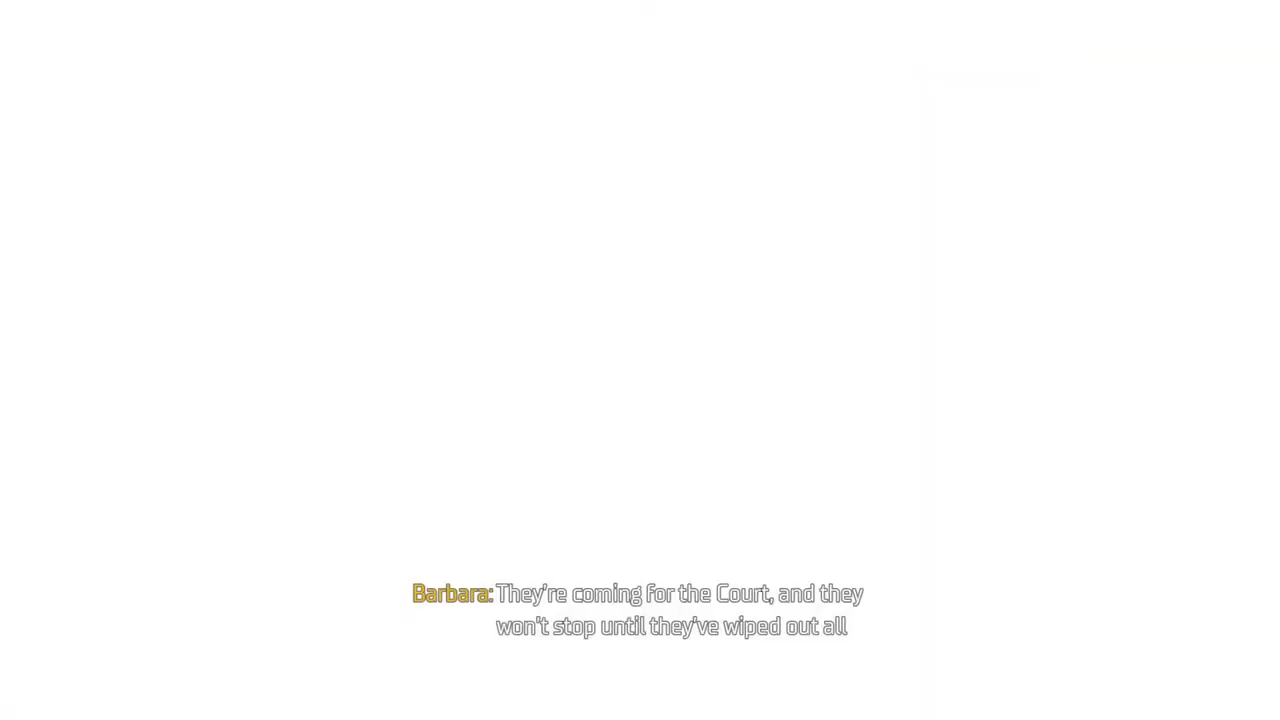 Barbara: They're coming for the Court, and they
won't stop until they've wiped out all